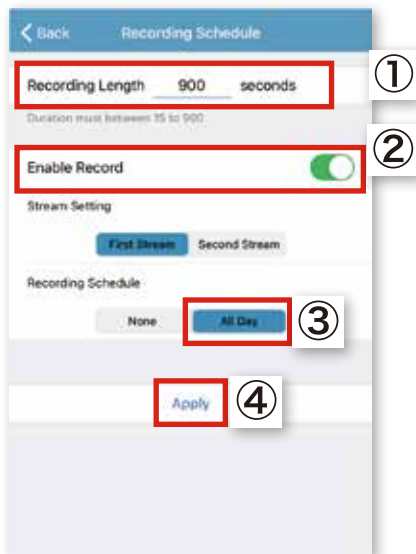 Back Recording Schedule
Recording Length 900 seconds
①
Duration must between 15 to 900
②
Enable Record
Stream Setting
First Stream Second Stream
Recording Schedule
None All Day
③
Apply
④